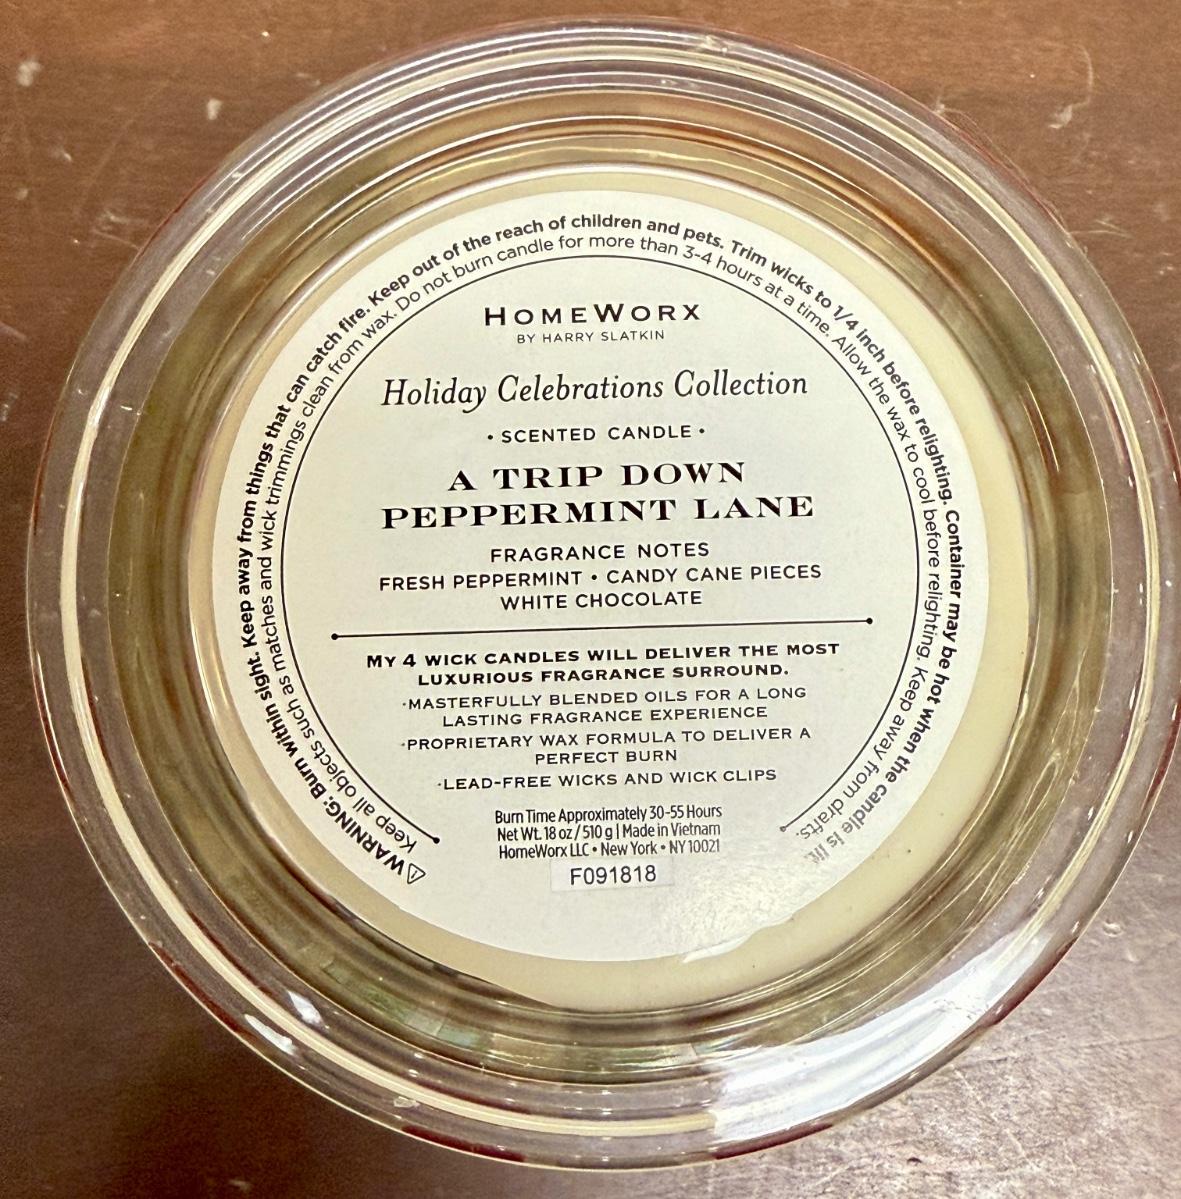 ⚠WARNING: Burn within sight. Keep away from things that can catch fire. Keep out of the reach of children and pets. Trim wicks to 1/4 inch before relighting. Container may be hot when the candle is lit.
Keep all objects such as matches and wick trimmings clean from wax. Do not burn candle for more than 3-4 hours at a time. Allow the wax to cool before relighting. Keep away from drafts.
HOMEWORX
BY HARRY SLATKIN
Holiday Celebrations Collection
• SCENTED CANDLE •
A TRIP DOWN
PEPPERMINT LANE
FRAGRANCE NOTES
FRESH PEPPERMINT • CANDY CANE PIECES
WHITE CHOCOLATE
MY 4 WICK CANDLES WILL DELIVER THE MOST
LUXURIOUS FRAGRANCE SURROUND.
·MASTERFULLY BLENDED OILS FOR A LONG
LASTING FRAGRANCE EXPERIENCE
·PROPRIETARY WAX FORMULA TO DELIVER A
PERFECT BURN
·LEAD-FREE WICKS AND WICK CLIPS
Burn Time Approximately 30-55 Hours
Net Wt. 18 oz / 510 g | Made in Vietnam
HomeWorx LLC • New York • NY 10021
F091818